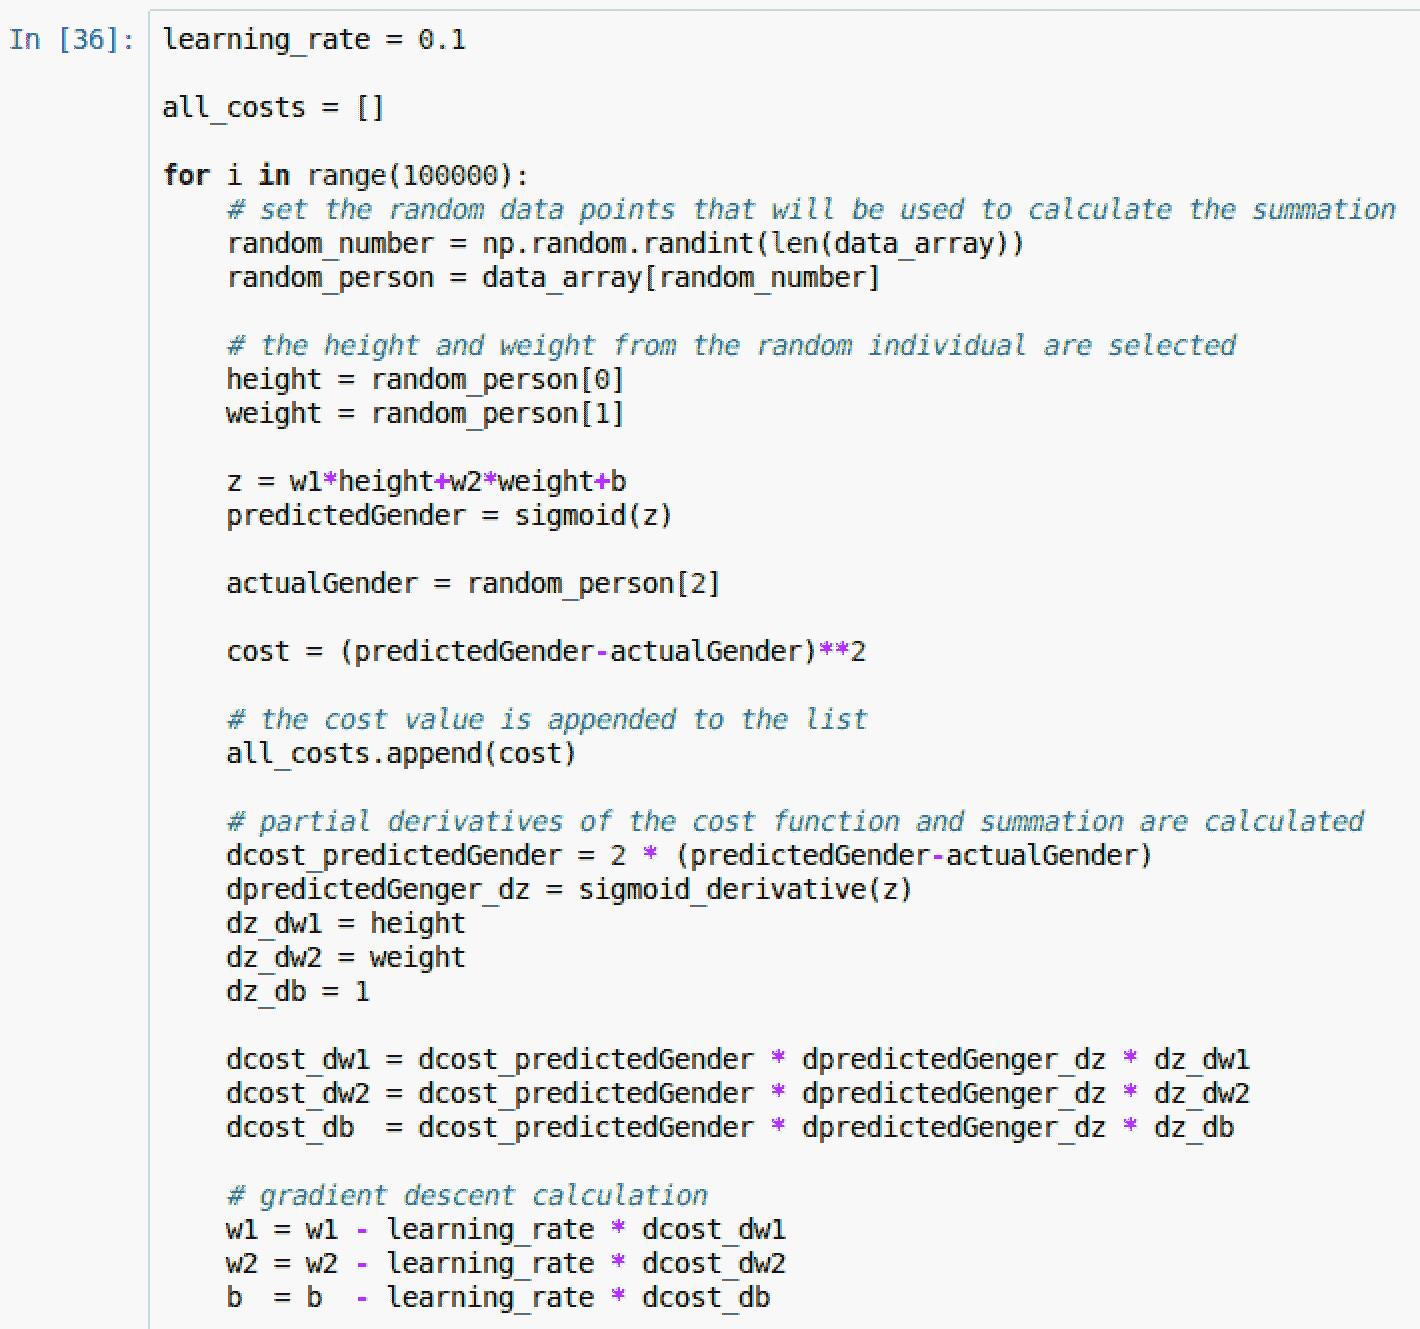 In [36]: learning_rate = 0.1
all_costs = []
for i in range(100000):
    # set the random data points that will be used to calculate the summation
    random_number = np.random.randint(len(data_array))
    random_person = data_array[random_number]
    # the height and weight from the random individual are selected
    height = random_person[0]
    weight = random_person[1]
    z = w1*height+w2*weight+b
    predictedGender = sigmoid(z)
    actualGender = random_person[2]
    cost = (predictedGender-actualGender)**2
    # the cost value is appended to the list
    all_costs.append(cost)
    # partial derivatives of the cost function and summation are calculated
    dcost_predictedGender = 2 * (predictedGender-actualGender)
    dpredictedGenger_dz = sigmoid_derivative(z)
    dz_dw1 = height
    dz_dw2 = weight
    dz_db = 1
    dcost_dw1 = dcost_predictedGender * dpredictedGenger_dz * dz_dw1
    dcost_dw2 = dcost_predictedGender * dpredictedGenger_dz * dz_dw2
    dcost_db  = dcost_predictedGender * dpredictedGenger_dz * dz_db
    # gradient descent calculation
    w1 = w1 - learning_rate * dcost_dw1
    w2 = w2 - learning_rate * dcost_dw2
    b  = b  - learning_rate * dcost_db